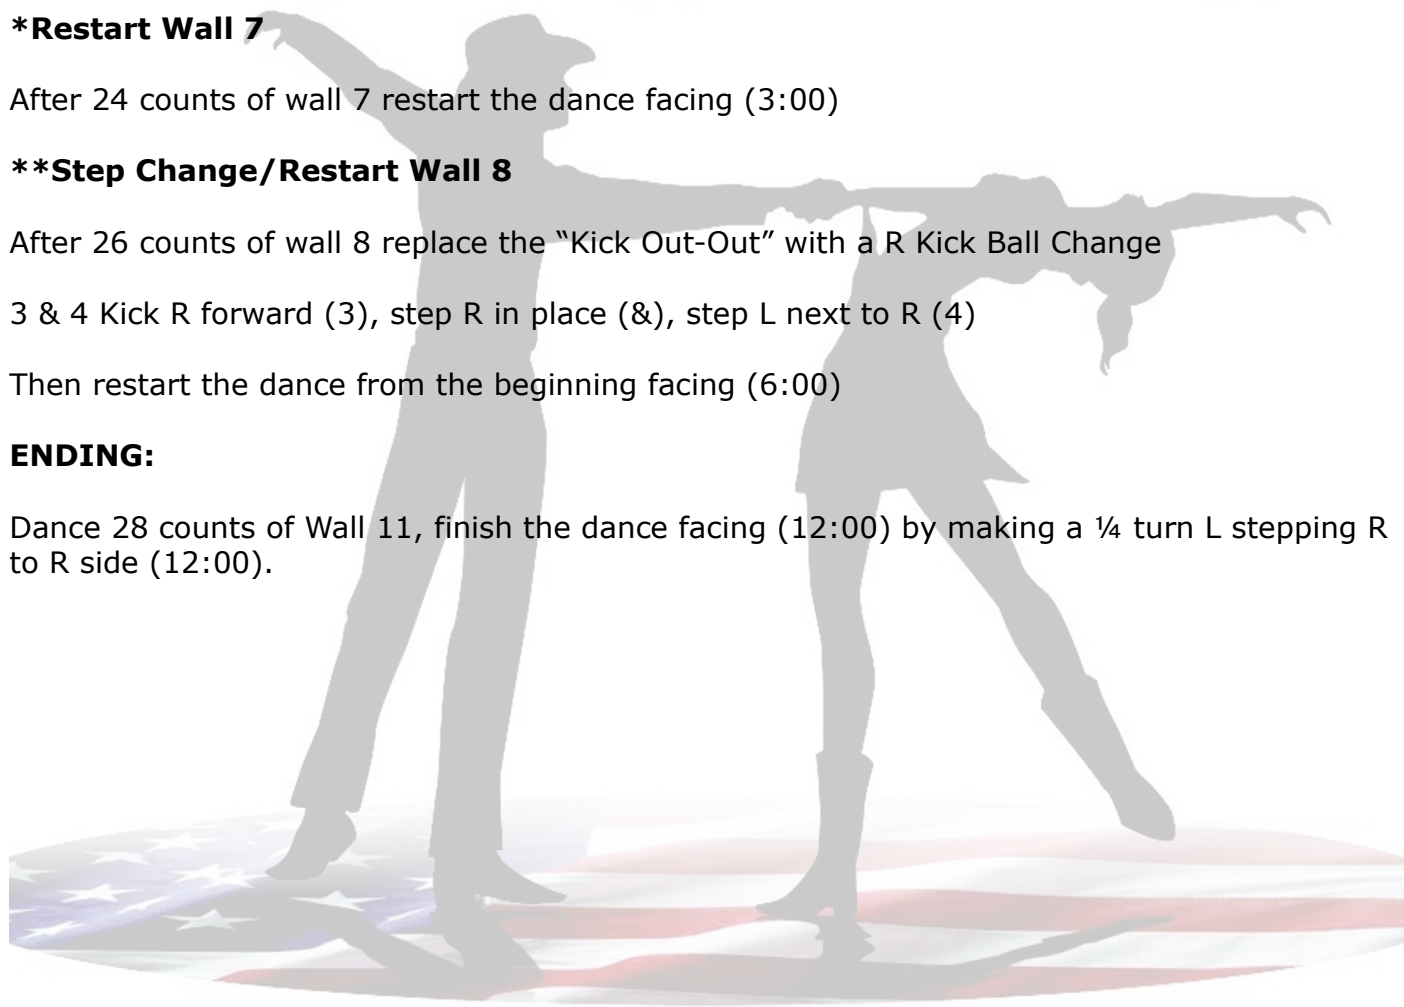 *Restart Wall 7
After 24 counts of wall 7 restart the dance facing (3:00)
**Step Change/Restart Wall 8
After 26 counts of wall 8 replace the “Kick Out-Out” with a R Kick Ball Change
3 & 4 Kick R forward (3), step R in place (&), step L next to R (4)
Then restart the dance from the beginning facing (6:00)
ENDING:
Dance 28 counts of Wall 11, finish the dance facing (12:00) by making a ¼ turn L stepping R
to R side (12:00).